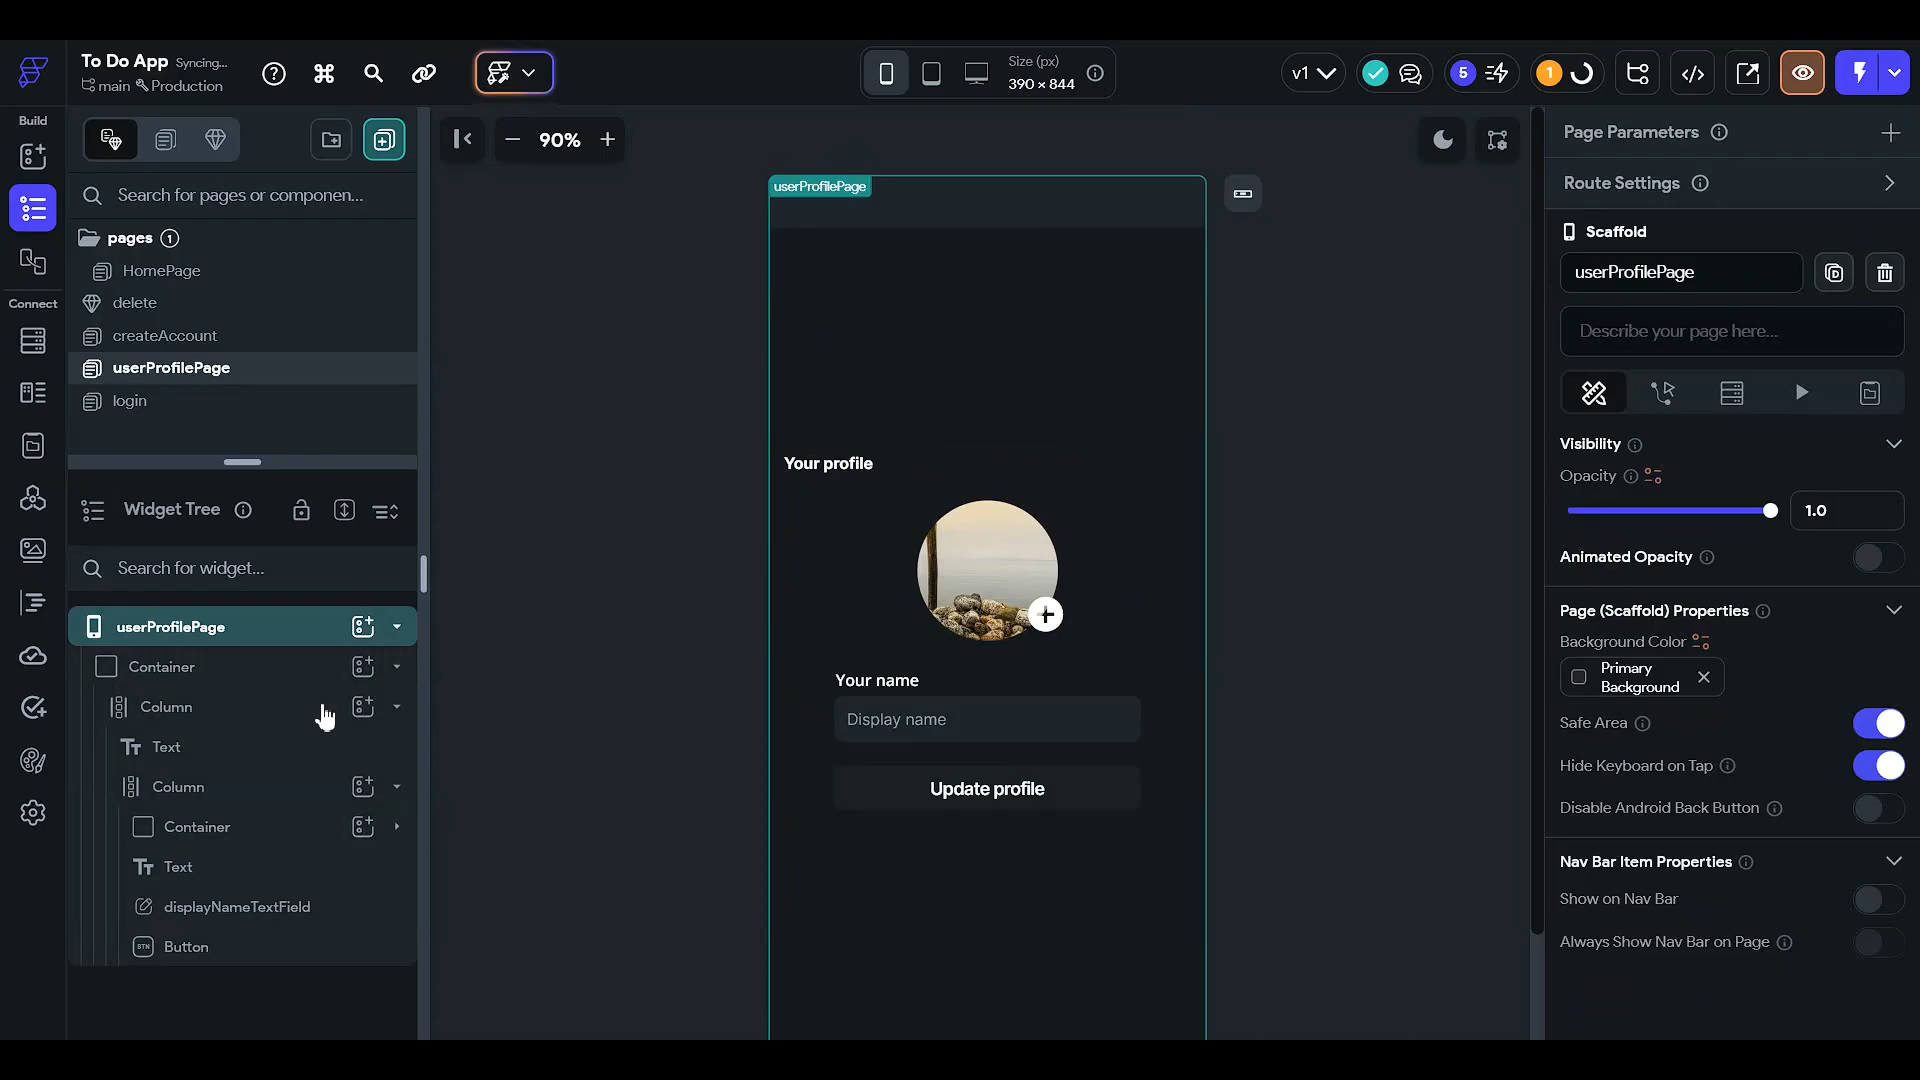 To Do App Syncing...
main Production
Size (px)
390 × 844
v1
5
1
Build
Connect
Search for pages or componen...
pages 1
HomePage
delete
createAccount
userProfilePage
login
Widget Tree
Search for widget...
userProfilePage
Container
Column
Text
Column
Container
Text
displayNameTextField
BTN Button
90%
userProfilePage
Your profile
Your name
Display name
Update profile
Page Parameters
Route Settings
Scaffold
userProfilePage
Describe your page here...
Visibility
Opacity
1.0
Animated Opacity
Page (Scaffold) Properties
Background Color
Primary
Background
Safe Area
Hide Keyboard on Tap
Disable Android Back Button
Nav Bar Item Properties
Show on Nav Bar
Always Show Nav Bar on Page